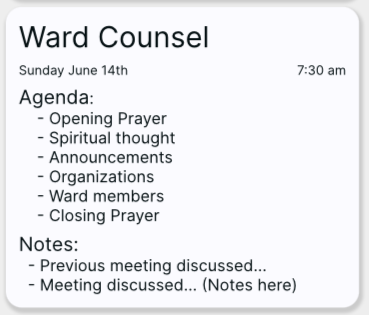 Ward Counsel
Sunday June 14th 7:30 am
Agenda:
- Opening Prayer
- Spiritual thought
- Announcements
- Organizations
- Ward members
- Closing Prayer
Notes:
- Previous meeting discussed...
- Meeting discussed... (Notes here)